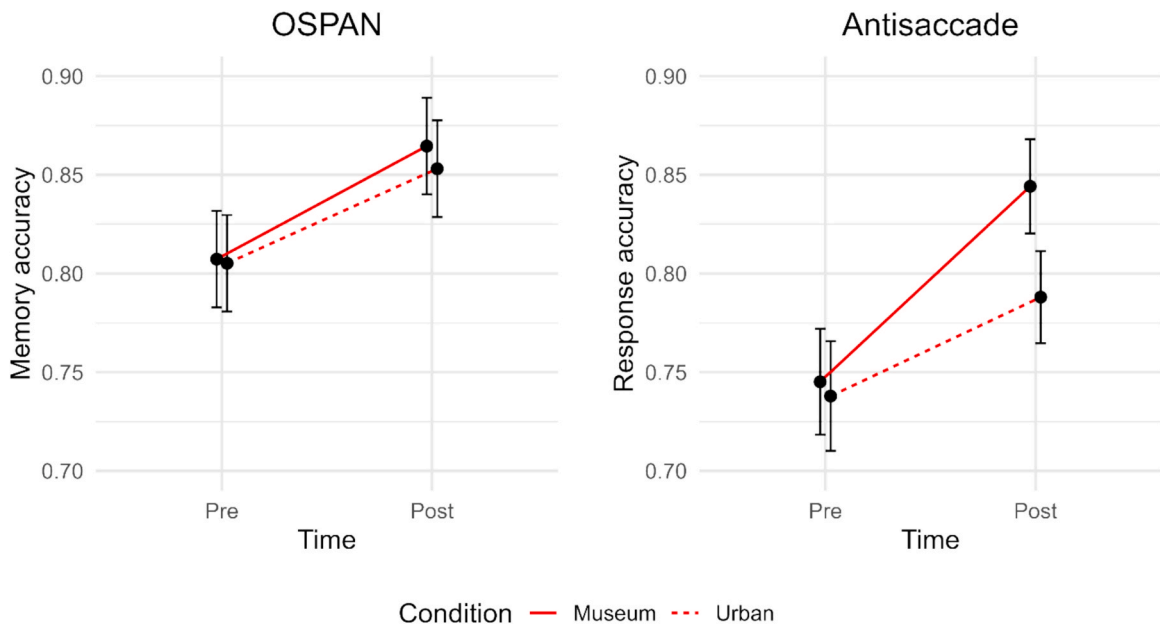 OSPAN
Memory accuracy
0.90
0.85
0.80
0.75
0.70
Pre Post
Time
Antisaccade
Response accuracy
0.90
0.85
0.80
0.75
0.70
Pre Post
Time
Condition Museum Urban